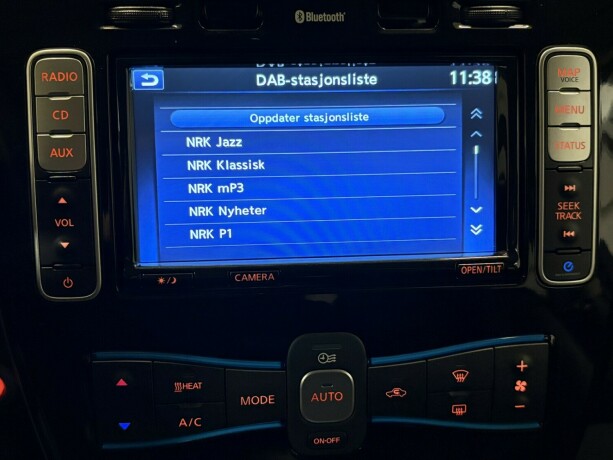 Bluetooth
RADIO
CD
AUX
VOL
DAB-stasjonsliste
11:38
Oppdater stasjonsliste
NRK Jazz
NRK Klassisk
NRK mP3
NRK Nyheter
NRK P1
MAP
VOICE
MENU
STATUS
SEEK
TRACK
CAMERA
OPEN/TILT
HEAT
A/C
MODE
AUTO
ON·OFF